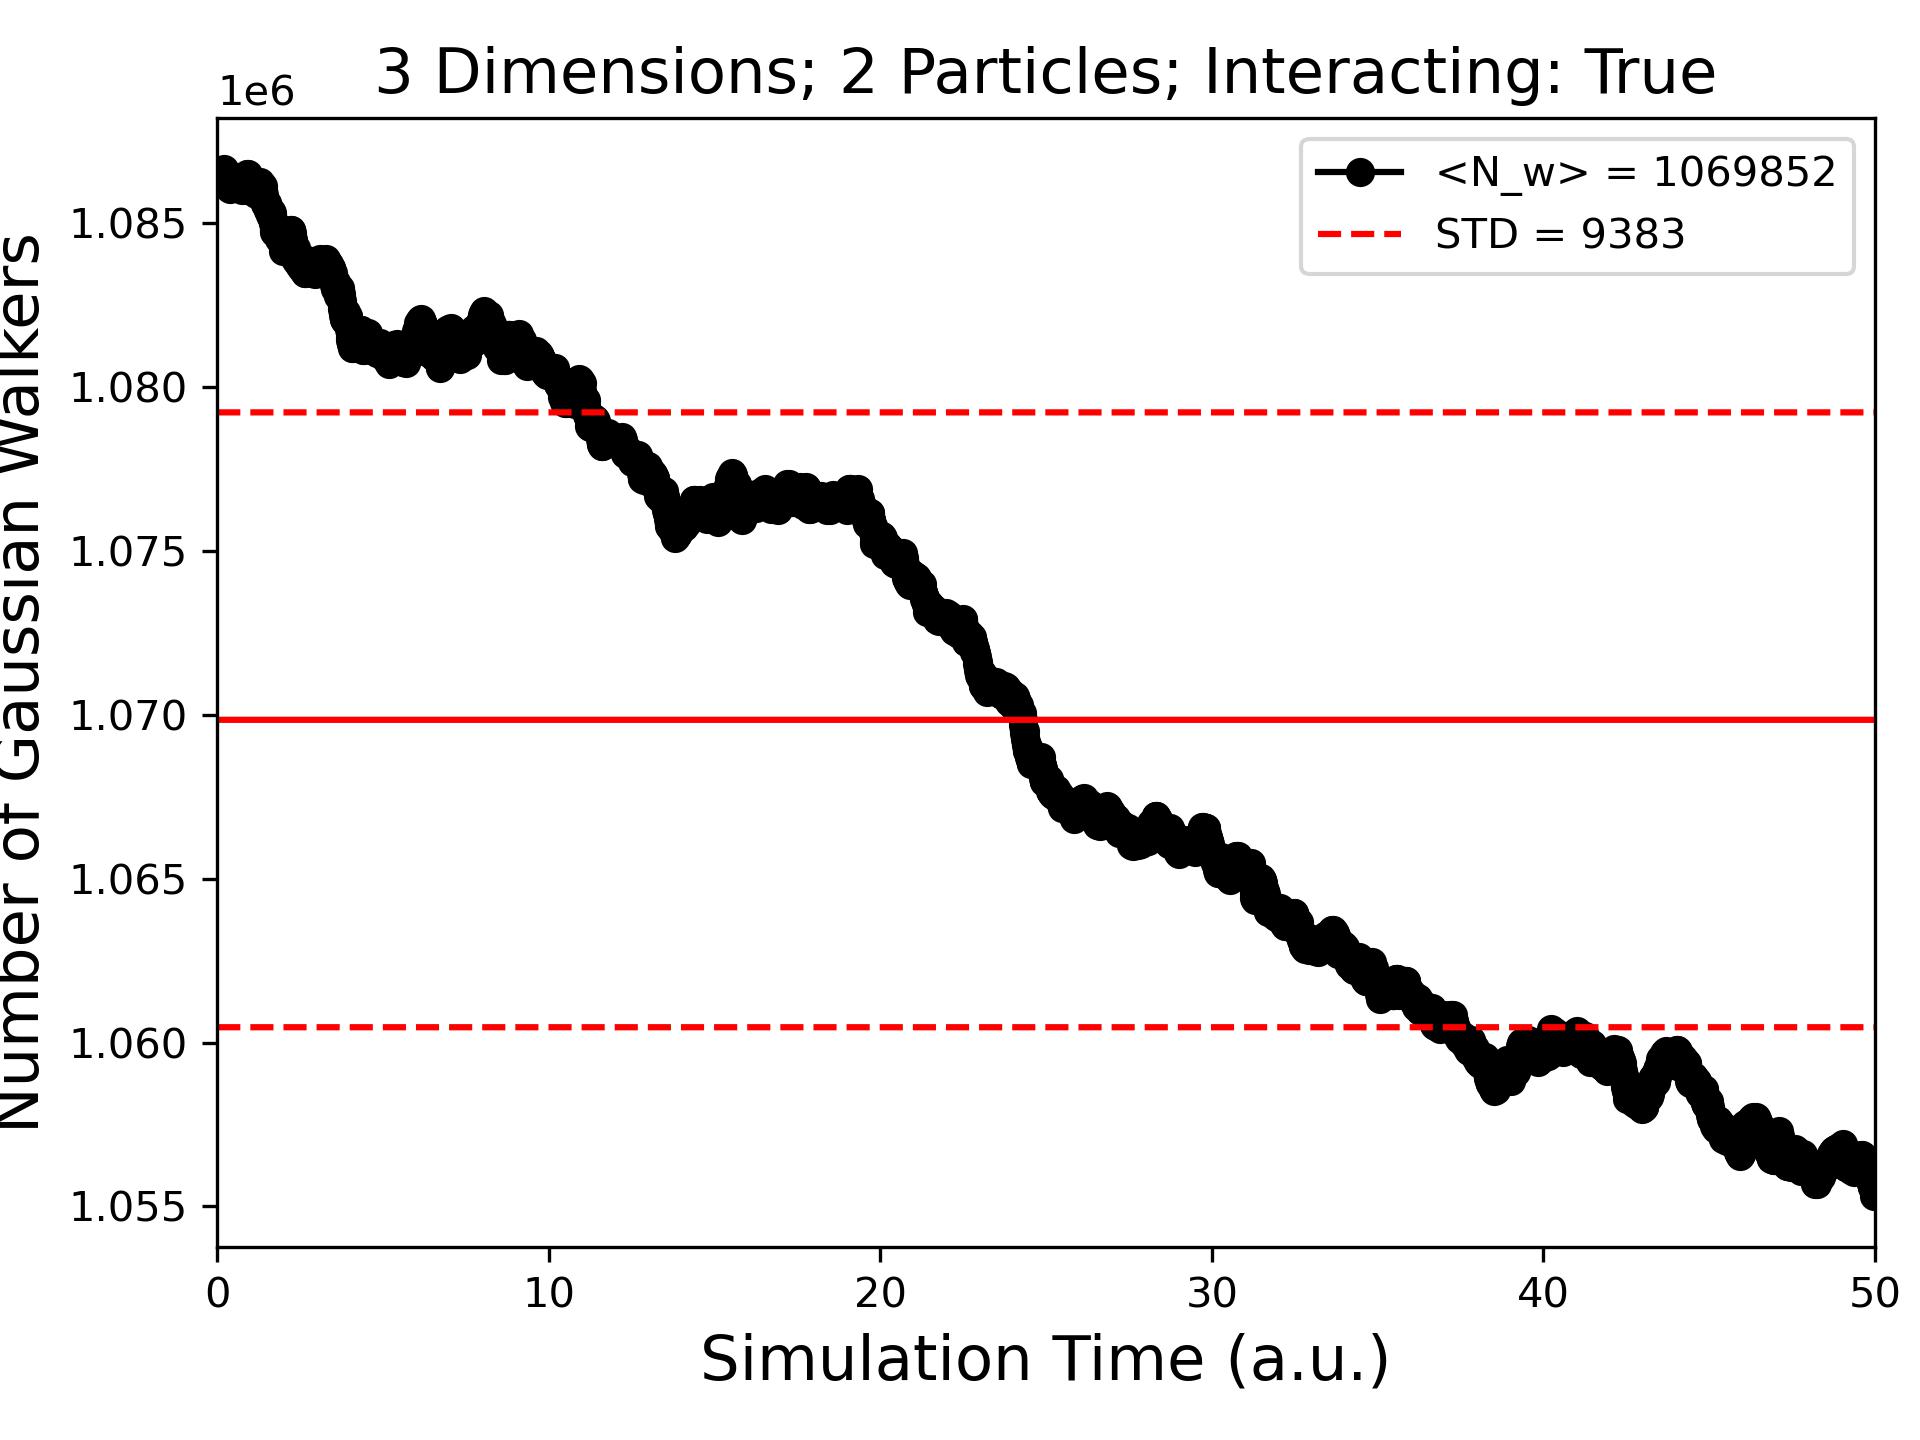 3 Dimensions; 2 Particles; Interacting: True
1e6
<N_w> = 1069852
STD = 9383
Number of Gaussian Walkers
1.085
1.080
1.075
1.070
1.065
1.060
1.055
0 10 20 30 40 50
Simulation Time (a.u.)